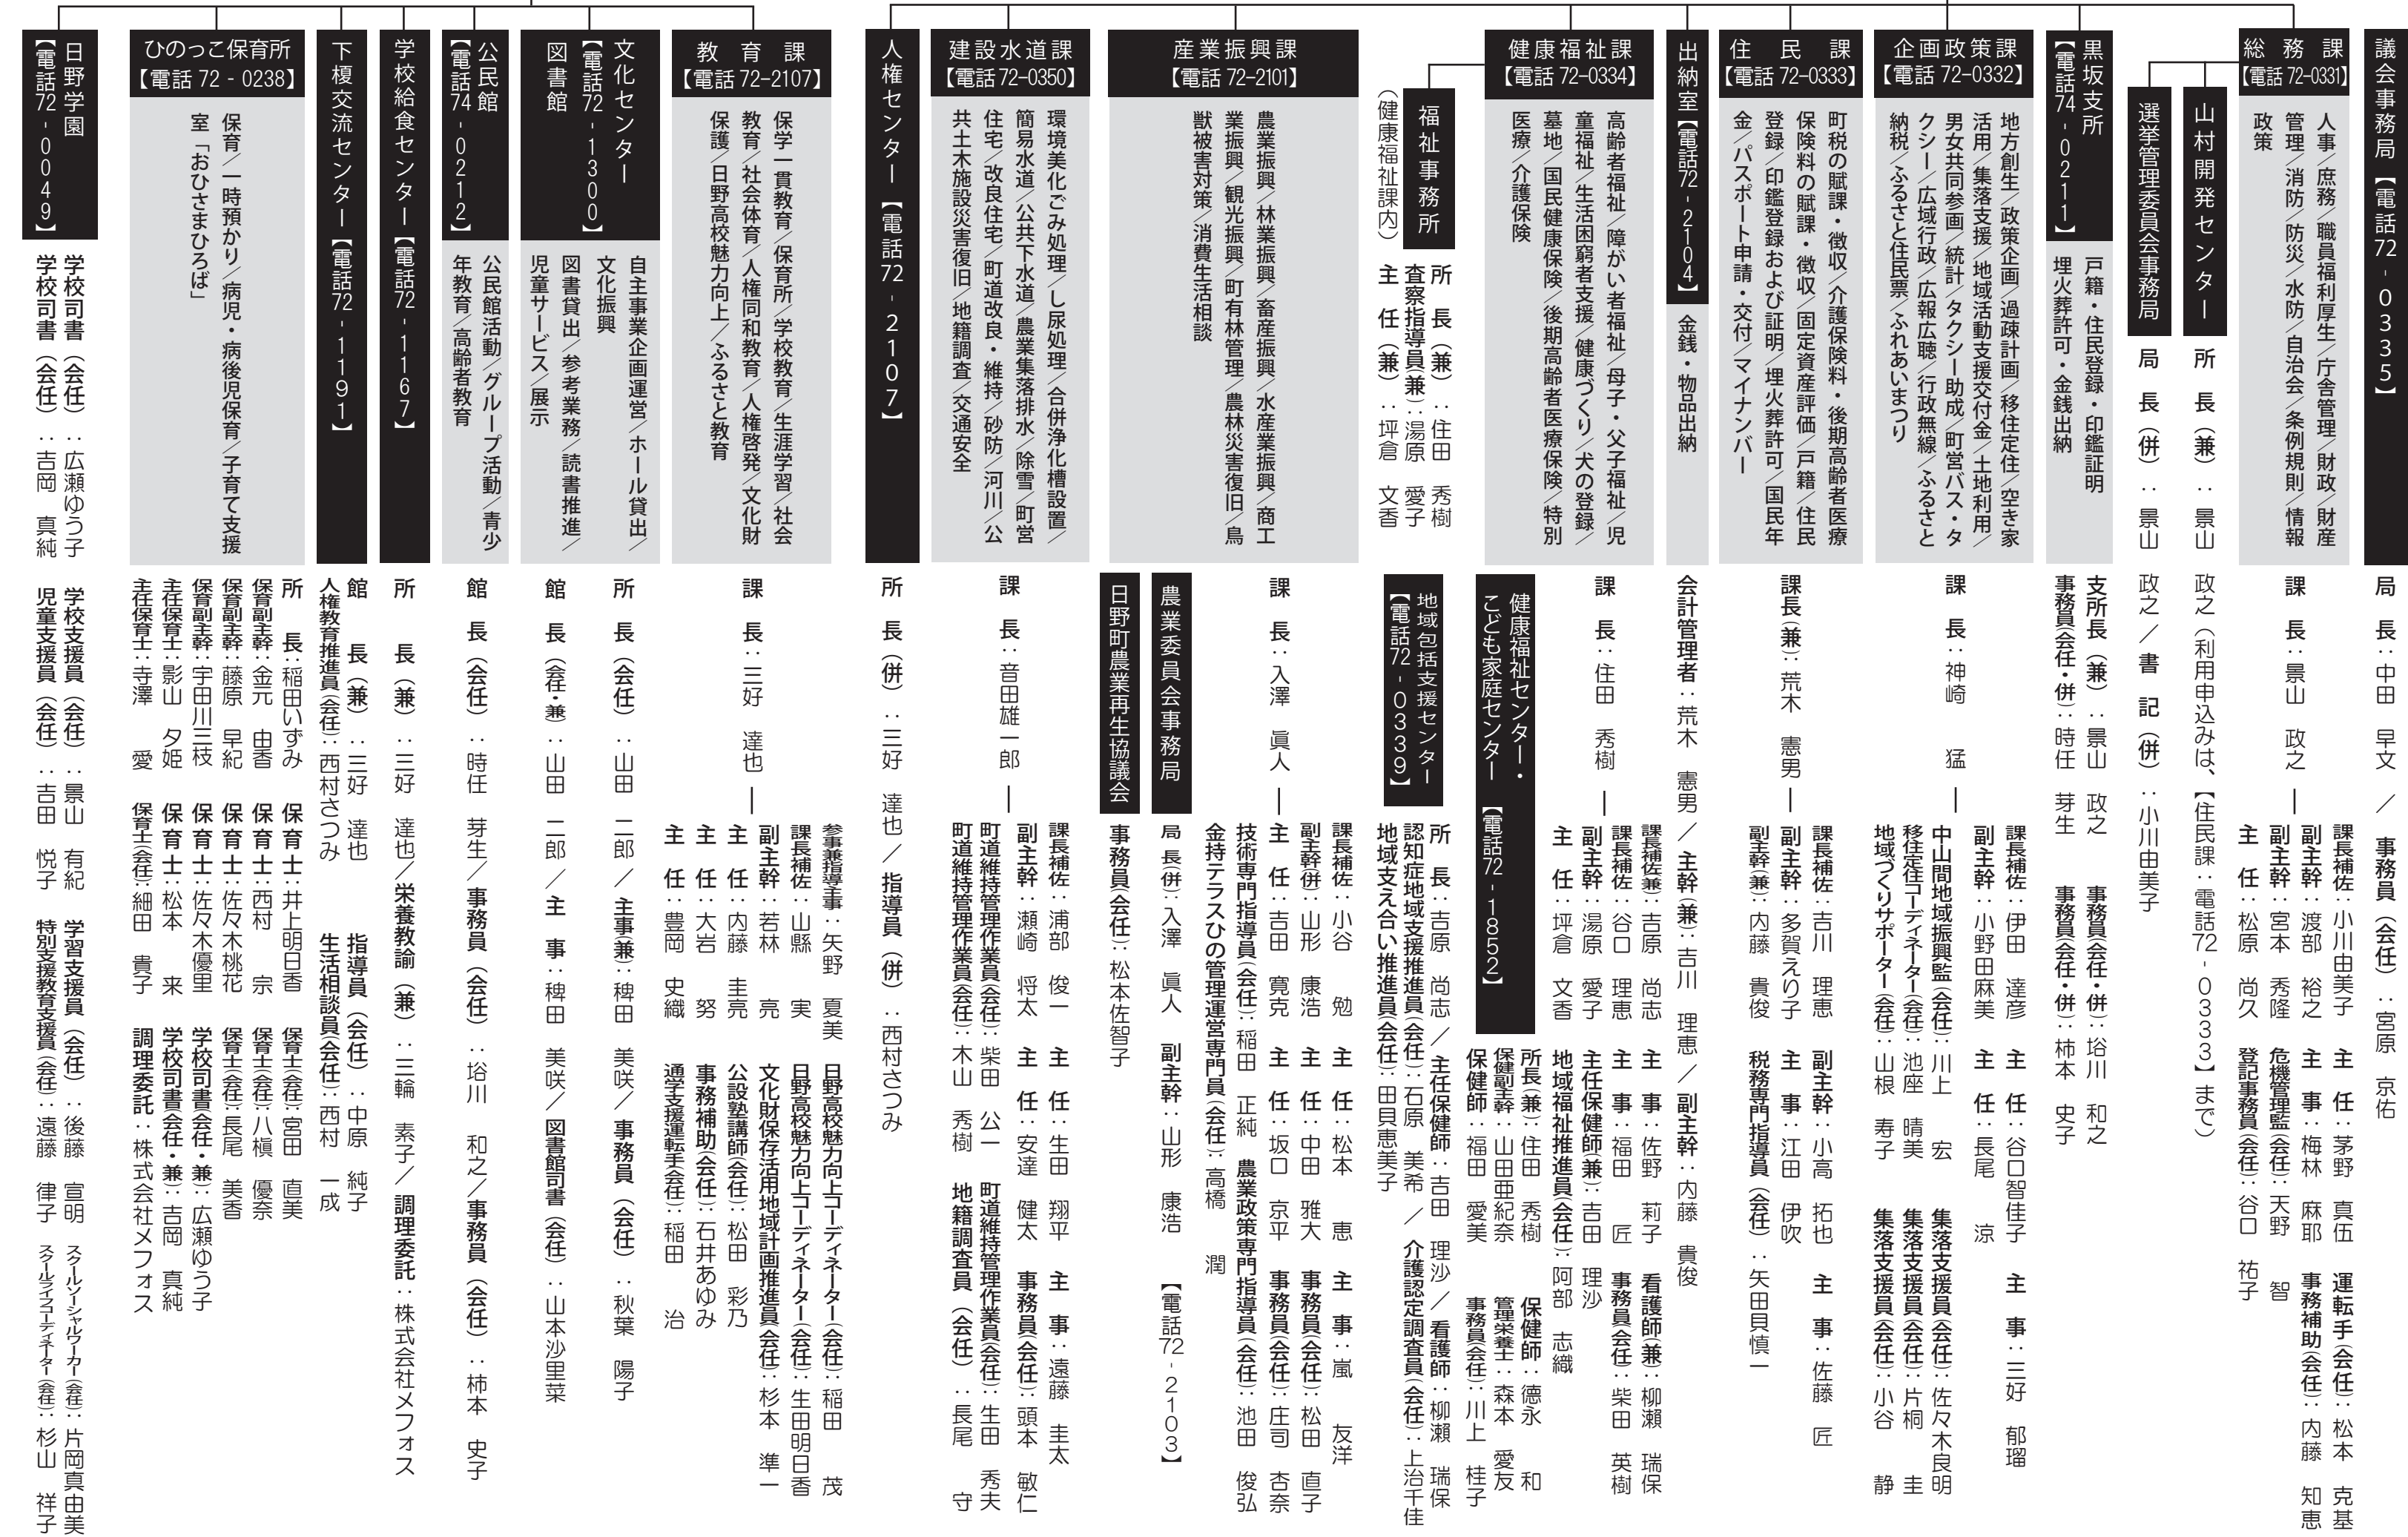 議会事務局【電話72-0335】
局　長：中田　早文　／　事務員（会任）：宮原　京佑
総務課
【電話72-0331】
人事／庶務／職員福利厚生／庁舎管理／財政／財産
管理／消防／防災／水防／自治会／条例規則／情報
政策
課　長：景山　政之
課長補佐：小川由美子　主　任：茅野　真伍　運転手（会任）：松本　克基
副主幹：渡部　裕之　主　事：梅林　麻耶　事務補助（会任）：内藤　知恵
副主幹：宮本　秀隆　危機管理監（会任）：天野　智
主　任：松原　尚久　登記事務員（会任）：谷口　祐子
山村開発センター
所　長（兼）：景山　政之（利用申込みは、【住民課：電話72-0333】まで）
選挙管理委員会事務局
局　長（併）：景山　政之／書　記（併）：小川由美子
黒坂支所
【電話74-0211】
戸籍・住民登録・印鑑証明
埋火葬許可・金銭出納
支所長（兼）：景山　政之　事務員（会任・併）：塔川　和之
事務員（会任・併）：時任　芽生　事務員（会任・併）：柿本　史子
企画政策課
【電話72-0332】
地方創生／政策企画／過疎計画／移住定住／空き家
活用／集落支援／地域活動支援交付金／土地利用／
男女共同参画／統計／タクシー助成／町営バス・タ
クシー／広域行政／広報広聴／行政無線／ふるさと
納税／ふるさと住民票／ふれあいまつり
課　長：神崎　猛
課長補佐：伊田　達彦　主　任：谷口智佳子　主　事：三好　郁瑠
副主幹：小野田麻美　主　任：長尾　涼
中山間地域振興監（会任）：川上　宏　集落支援員（会任）：佐々木良明
移住定住コーディネーター（会任）：池座　晴美　集落支援員（会任）：片桐　圭
地域づくりサポーター（会任）：山根　寿子　集落支援員（会任）：小谷　静
住民課
【電話72-0333】
町税の賦課・徴収／介護保険料・後期高齢者医療
保険料の賦課・徴収／固定資産評価／戸籍／住民
登録／印鑑登録および証明／埋火葬許可／国民年
金／パスポート申請・交付／マイナンバー
課長（兼）：荒木　憲男
課長補佐：吉川　理恵　副主幹：小高　拓也　主　事：佐藤　匠
副主幹：多賀えり子　主　事：江田　伊吹
副主幹（兼）：内藤　貴俊　税務専門指導員（会任）：矢田貝慎一
出納室【電話72-2104】
金銭・物品出納
会計管理者：荒木　憲男／主幹（兼）：吉川　理恵／副主幹：内藤　貴俊
健康福祉課
【電話72-0334】
高齢者福祉／障がい者福祉／母子・父子福祉／児
童福祉／生活困窮者支援／健康づくり／犬の登録／
墓地／国民健康保険／後期高齢者医療保険／特別
医療／介護保険
課　長：住田　秀樹
課長補佐（兼）：吉原　尚志　主　事：佐野　莉子　看護師（兼）：柳瀬　瑞保
課長補佐：谷口　理恵　主　事：福田　匠　事務員（会任）：柴田　英樹
副主幹：湯原　愛子　主任保健師（兼）：吉田　理沙
主　任：坪倉　文香　地域福祉推進員（会任）：阿部　志織
福祉事務所
（健康福祉課内）
所　長（兼）：住田　秀樹
査察指導員（兼）：湯原　愛子
主　任（兼）：坪倉　文香
健康福祉センター・
こども家庭センター　【電話72-1852】
所長（兼）：住田　秀樹　保健師：徳永　和
保健副主幹：山田亜紀奈　管理栄養士：森本　愛友
保健師：福田　愛美　事務員（会任）：川上　桂子
地域包括支援センター
【電話72-0339】
所　長：吉原　尚志／主任保健師：吉田　理沙／看護師：柳瀬　瑞保
認知症地域支援推進員（会任）：石原　美希　／　介護認定調査員（会任）：上治千佳
地域支え合い推進員（会任）：田貝恵美子
産業振興課
【電話72-2101】
農業振興／林業振興／畜産振興／水産業振興／商工
業振興／観光振興／町有林管理／農林災害復旧／鳥
獣被害対策／消費生活相談
課　長：入澤　眞人
課長補佐：小谷　勉　主　任：松本　恵　主　事：嵐　友洋
副主幹（併）：山形　康浩　主　任：中田　雅大　事務員（会任）：松田　直子
主　任：吉田　寛克　主　任：坂口　京平　事務員（会任）：庄司　杏奈
技術専門指導員（会任）：稲田　正純　農業政策専門指導員（会任）：池田　俊弘
金持テラスひの管理運営専門員（会任）：高橋　潤
農業委員会事務局
局　長（併）：入澤　眞人　副主幹：山形　康浩　【電話72-2103】
日野町農業再生協議会
事務員（会任）：松本佐智子
建設水道課
【電話72-0350】
環境美化ごみ処理／し尿処理／合併浄化槽設置／
簡易水道／公共下水道／農業集落排水／除雪／町営
住宅／改良住宅／町道改良・維持／砂防／河川／公
共土木施設災害復旧／地籍調査／交通安全
課　長：音田雄一郎
課長補佐：浦部　俊一　主　任：生田　翔平　主　事：遠藤　圭太
副主幹：瀬崎　将太　主　任：安達　健太　事務員（会任）：頭本　敏仁
町道維持管理作業員（会任）：柴田　公一　町道維持管理作業員（会任）：生田　秀夫
町道維持管理作業員（会任）：木山　秀樹　地籍調査員（会任）：長尾　守
人権センター【電話72-2107】
所　長（併）：三好　達也／指導員（併）：西村さつみ
教育課
【電話72-2107】
保学一貫教育／保育所／学校教育／生涯学習／社会
教育／社会体育／人権同和教育／人権啓発／文化財
保護／日野高校魅力向上／ふるさと教育
課　長：三好　達也
参事兼指導主事：矢野　夏美　日野高校魅力向上コーディネーター（会任）：稲田　茂
課長補佐：山縣　実　日野高校魅力向上コーディネーター（会任）：生田明日香
副主幹：若林　亮　文化財保存活用地域計画推進員（会任）：杉本　準一
主　任：内藤　圭亮　公設塾講師（会任）：松田　彩乃
主　任：大岩　努　事務補助（会任）：石井あゆみ
主　任：豊岡　史織　通学支援運転手（会任）：稲田　治
文化センター
【電話72-1300】
図書館
自主事業企画運営／ホール貸出／
文化振興
図書貸出／参考業務／読書推進／
児童サービス／展示
所　長（会任）：山田　二郎／主事（兼）：稗田　美咲／事務員（会任）：秋葉　陽子
館　長（会任・兼）：山田　二郎／主　事：稗田　美咲／図書館司書（会任）：山本沙里菜
公民館
【電話74-0212】
公民館活動／グループ活動／青少
年教育／高齢者教育
館　長（会任）：時任　芽生／事務員（会任）：塔川　和之／事務員（会任）：柿本　史子
学校給食センター【電話72-1167】
所　長（兼）：三好　達也／栄養教諭（兼）：三輪　素子／調理委託：株式会社メフォス
下榎交流センター【電話72-1191】
館　長（兼）：三好　達也　指導員（会任）：中原　純子
人権教育推進員（会任）：西村さつみ　生活相談員（会任）：西村　一成
ひのっこ保育所
【電話72-0238】
保育／一時預かり／病児・病後児保育／子育て支援
室「おひさまひろば」
所　長：稲田いずみ　保育士：井上明日香　保育士（会任）：宮田　直美
保育副主幹：金元　由香　保育士：西村　宗　保育士（会任）：八槇　優奈
保育副主幹：藤原　早紀　保育士：佐々木桃花　保育士（会任）：長尾　美香
保育副主幹：宇田川三枝　保育士：佐々木優里　学校司書（会任・兼）：広瀬ゆう子
主任保育士：影山　夕姫　保育士：松本　来　学校司書（会任・兼）：吉岡　真純
主任保育士：寺澤　愛　保育士（会任）：細田　貴子　調理委託：株式会社メフォス
日野学園
【電話72-0049】
学校司書（会任）：広瀬ゆう子　学校支援員（会任）：景山　有紀　学習支援員（会任）：後藤　宣明　スクールソーシャルワーカー（会任）：片岡真由美
学校司書（会任）：吉岡　真純　児童支援員（会任）：吉田　悦子　特別支援教育支援員（会任）：遠藤　律子　スクールライフコーディネーター（会任）：杉山　祥子